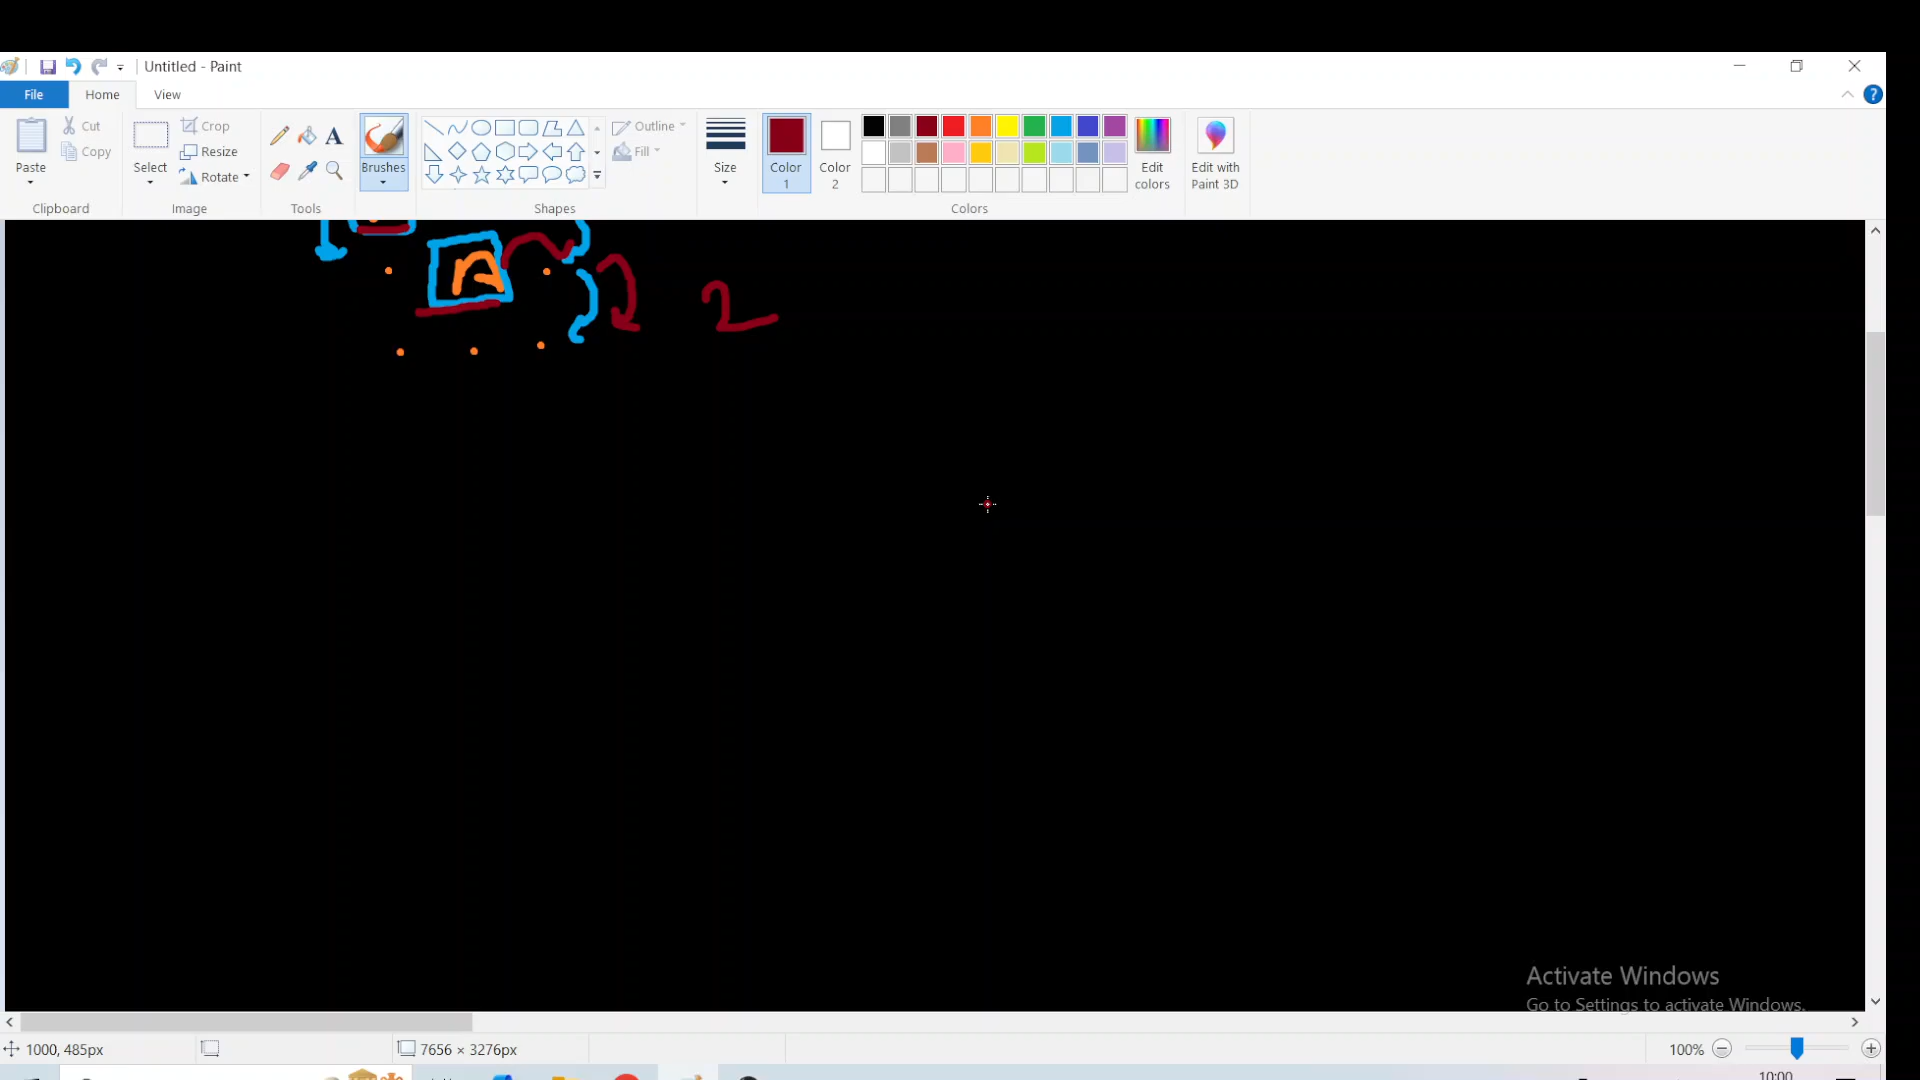 Untitled - Paint
File Home View
Cut Crop Outline
Copy Resize Fill
Paste Select Rotate Brushes Size Color 1 Color 2 Edit colors Edit with Paint 3D
Clipboard Image Tools Shapes Colors
2
Activate Windows
Go to Settings to activate Windows.
1000, 485px 7656 × 3276px 100%
10:00